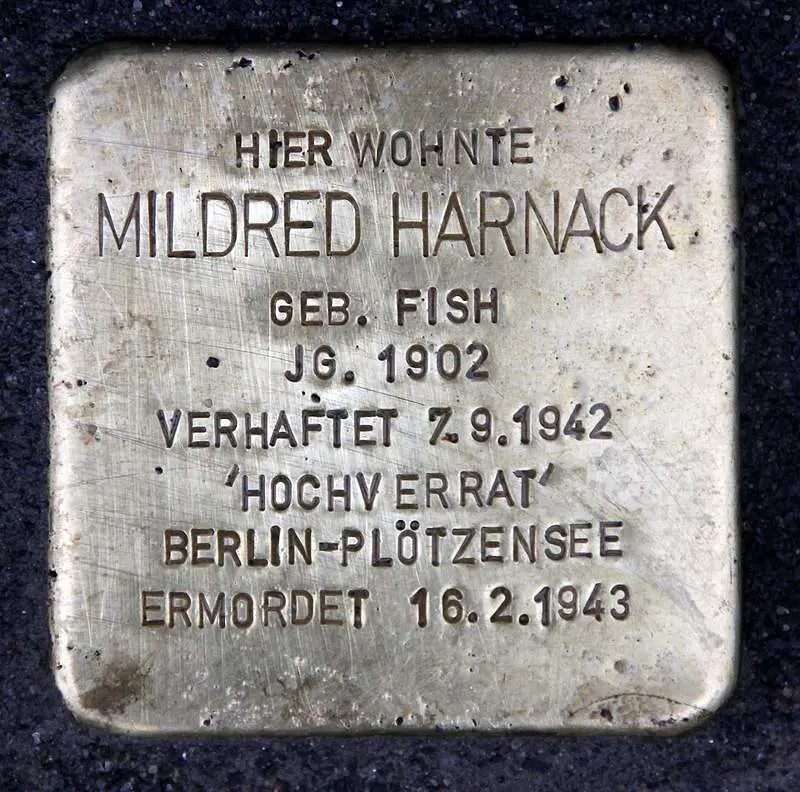 HIER WOHNTE
MILDRED HARNACK
GEB. FISH
JG. 1902
VERHAFTET 7.9.1942
'HOCHVERRAT'
BERLIN-PLÖTZENSEE
ERMORDET 16.2.1943